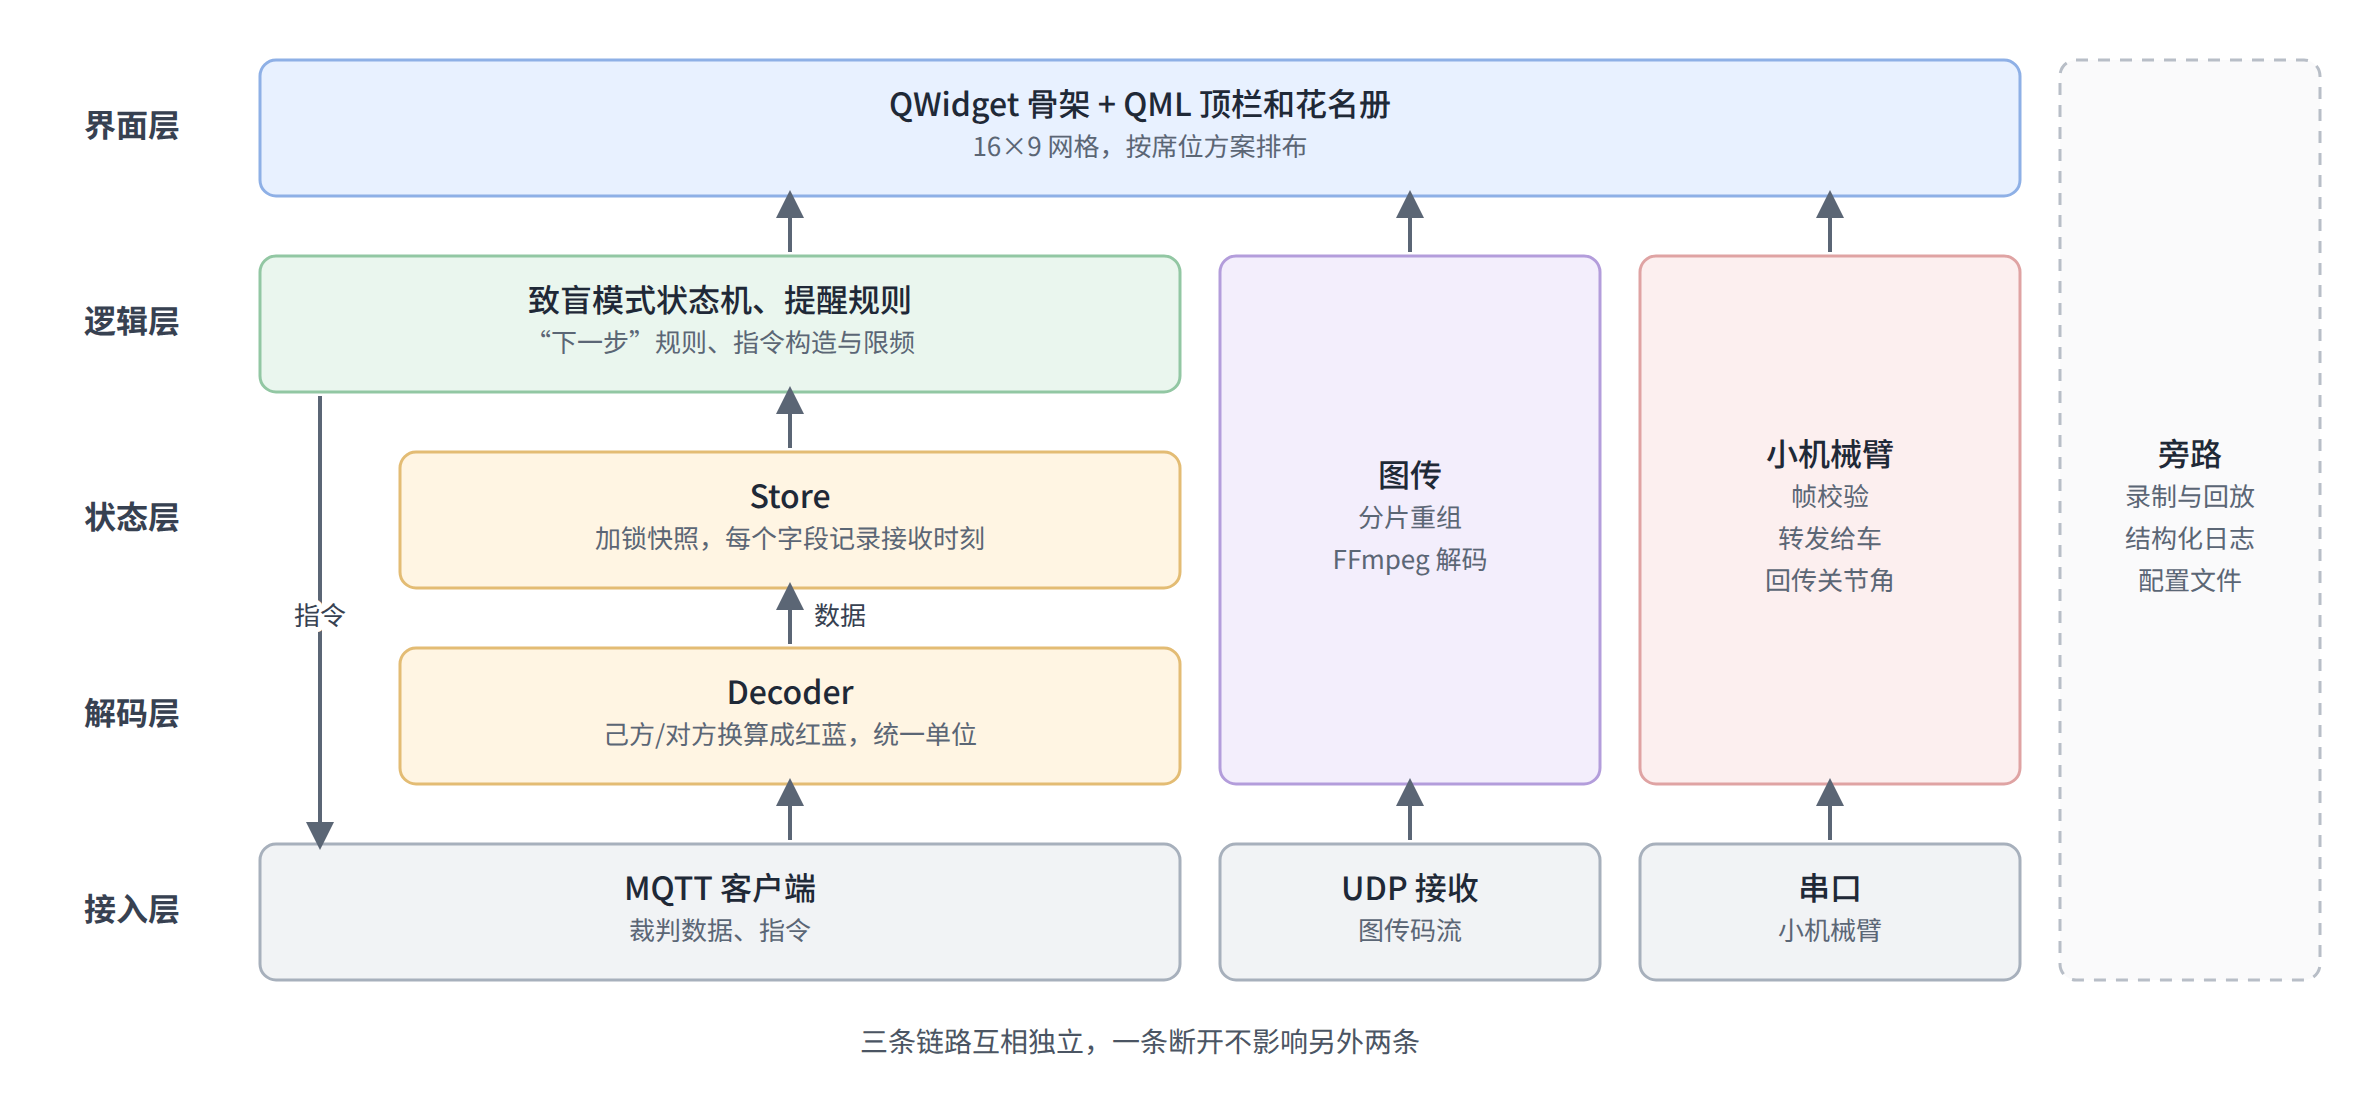 界面层
QWidget 骨架 + QML 顶栏和花名册
16×9 网格，按席位方案排布
逻辑层
致盲模式状态机、提醒规则
“下一步”规则、指令构造与限频
状态层
Store
加锁快照，每个字段记录接收时刻
指令
数据
解码层
Decoder
己方/对方换算成红蓝，统一单位
图传
分片重组
FFmpeg 解码
小机械臂
帧校验
转发给车
回传关节角
旁路
录制与回放
结构化日志
配置文件
接入层
MQTT 客户端
裁判数据、指令
UDP 接收
图传码流
串口
小机械臂
三条链路互相独立，一条断开不影响另外两条